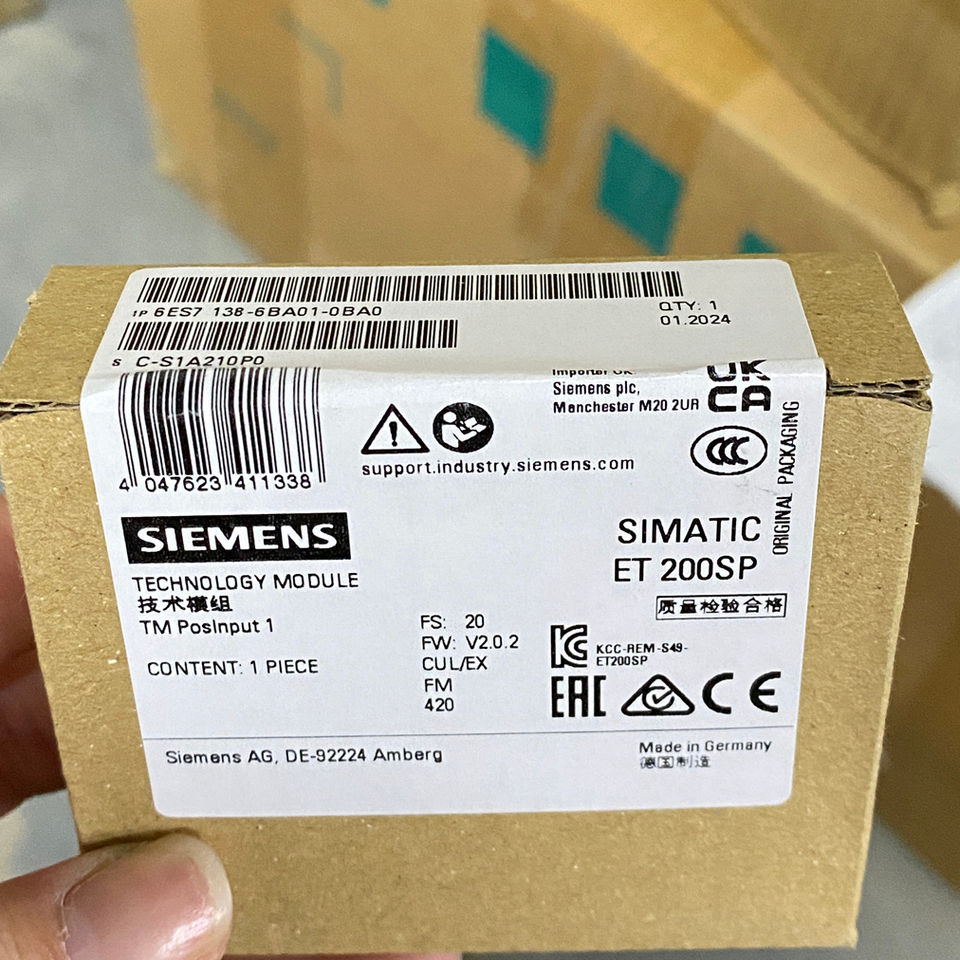 1P 6ES7 138-6BA01-0BA0
QTY: 1
01.2024
S C-S1A210P0
Importer UK:
Siemens plc,
Manchester M20 2UR
UK
CA
4 047623 411338
support.industry.siemens.com
CCC
ORIGINAL PACKAGING
SIEMENS
SIMATIC
ET 200SP
TECHNOLOGY MODULE
技术模组
TM PosInput 1
质量检验合格
CONTENT: 1 PIECE
FS: 20
FW: V2.0.2
CUL/EX
FM
420
KC
KCC-REM-S49-
ET200SP
EAC
CE
Siemens AG, DE-92224 Amberg
Made in Germany
德国制造